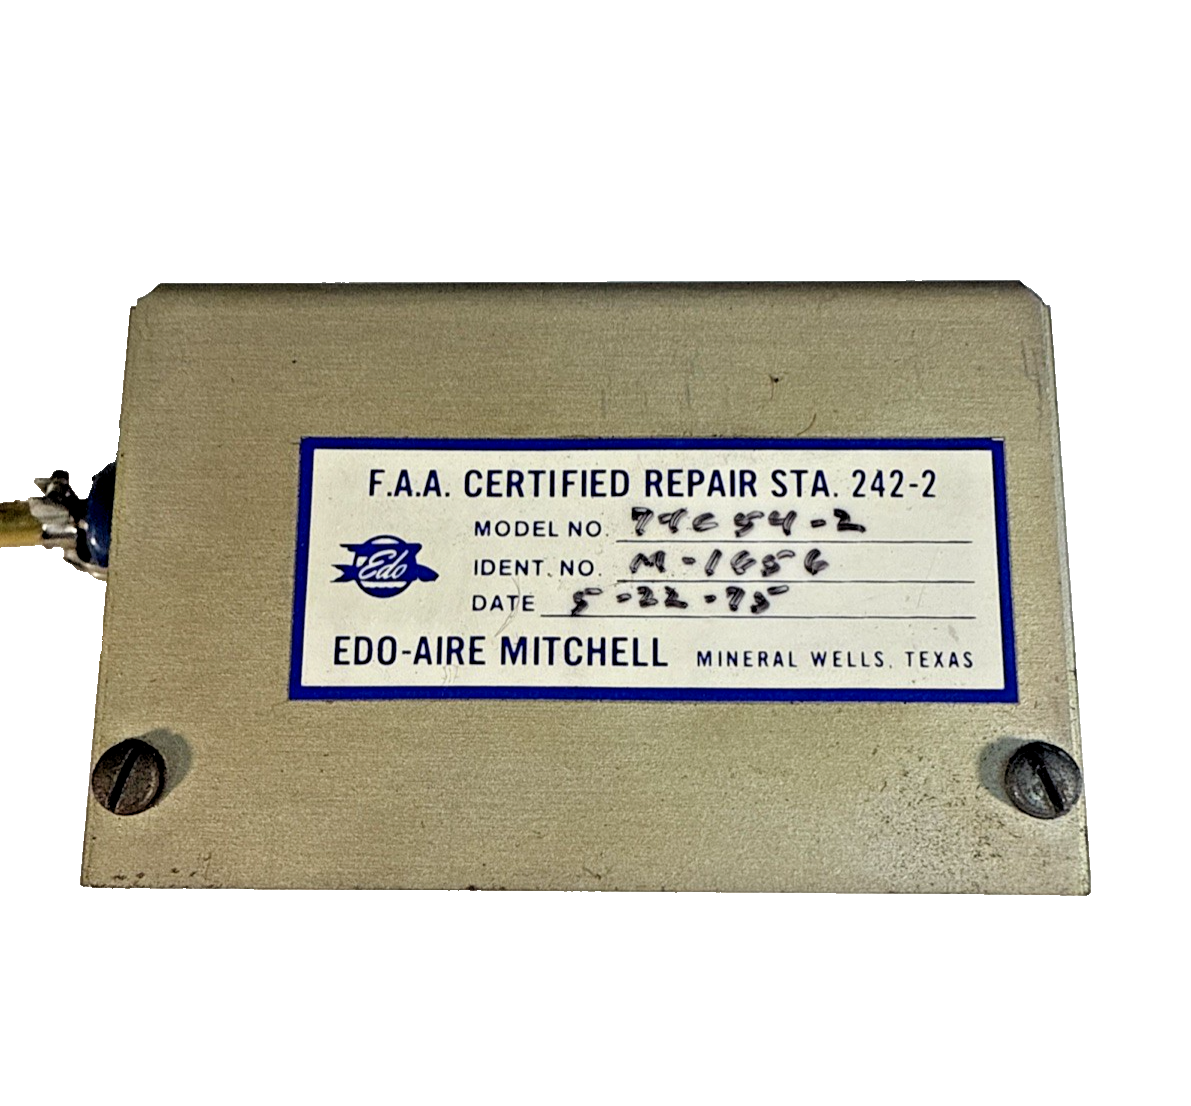 F.A.A. CERTIFIED REPAIR STA. 242-2
MODEL NO. 54-2
Edo
IDENT. NO. M-1656
DATE 5-22-75
EDO-AIRE MITCHELL MINERAL WELLS, TEXAS